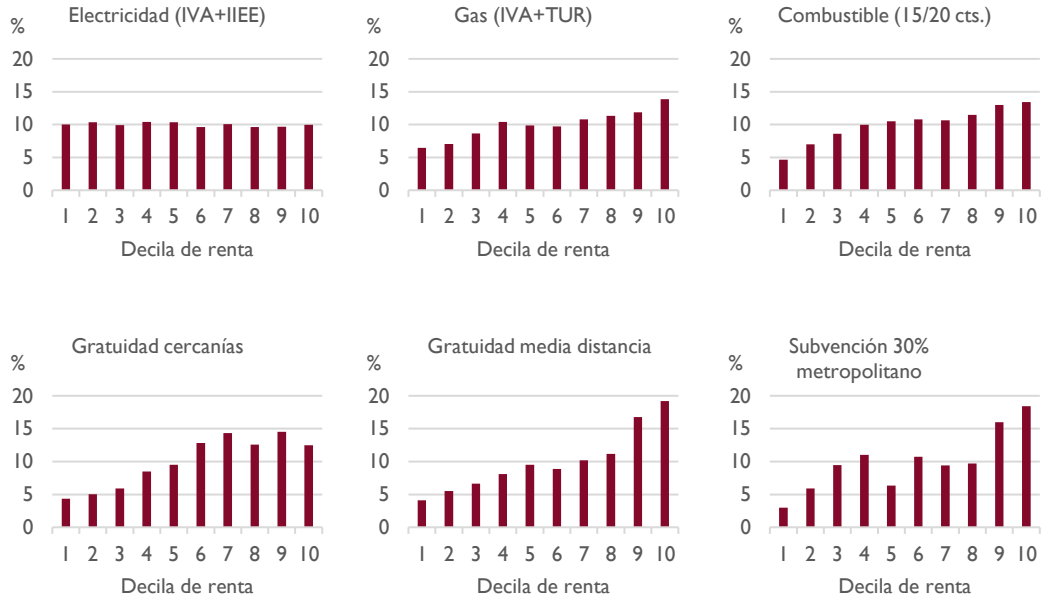 Electricidad (IVA+IIEE)
%
20
15
10
5
0
1 2 3 4 5 6 7 8 9 10
Decila de renta
Gas (IVA+TUR)
%
20
15
10
5
0
1 2 3 4 5 6 7 8 9 10
Decila de renta
Combustible (15/20 cts.)
%
20
15
10
5
0
1 2 3 4 5 6 7 8 9 10
Decila de renta
Gratuidad cercanías
%
20
15
10
5
0
1 2 3 4 5 6 7 8 9 10
Decila de renta
Gratuidad media distancia
%
20
15
10
5
0
1 2 3 4 5 6 7 8 9 10
Decila de renta
Subvención 30%
metropolitano
%
20
15
10
5
0
1 2 3 4 5 6 7 8 9 10
Decila de renta